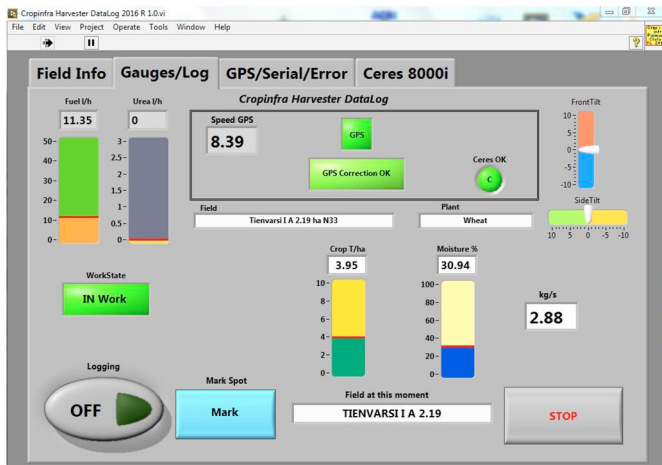 Cropinfra Harvester DataLog 2016 R 1.0.vi
File Edit View Project Operate Tools Window Help
Field Info Gauges/Log GPS/Serial/Error Ceres 8000i
Cropinfra Harvester DataLog
Fuel l/h
11.35
50
40
30
20
10
0
Urea l/h
0
3
2.5
2
1.5
1
0.5
0
Speed GPS
8.39
GPS
GPS Correction OK
Ceres OK
C
FrontTilt
10
5
0
-5
-10
SideTilt
10 5 0 -5 -10
Field
Tienvarsi I A 2.19 ha N33
Plant
Wheat
WorkState
IN Work
Crop T/ha
3.95
10
8
6
4
2
0
Moisture %
30.94
100
80
60
40
20
0
kg/s
2.88
Logging
OFF
Mark Spot
Mark
Field at this moment
TIENVARSI I A 2.19
STOP